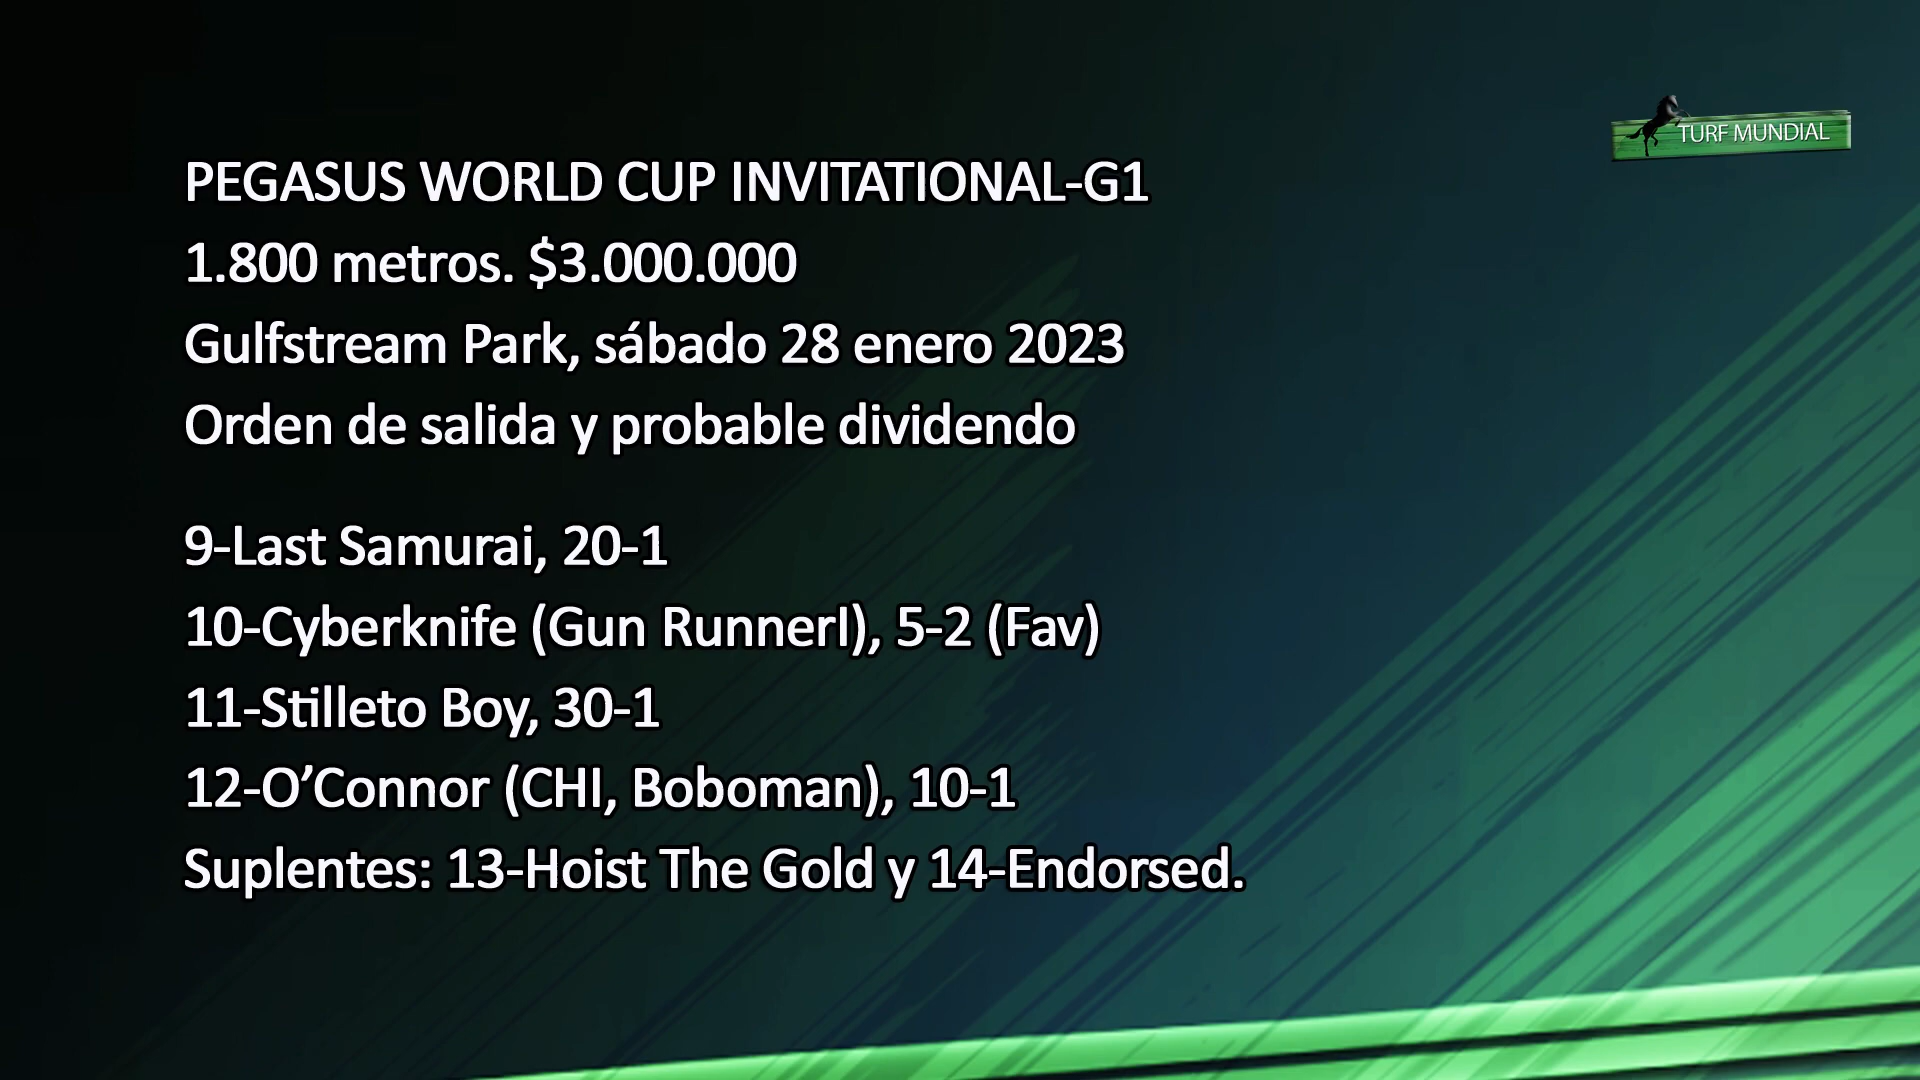 TURF MUNDIAL
PEGASUS WORLD CUP INVITATIONAL-G1
1.800 metros. $3.000.000
Gulfstream Park, sábado 28 enero 2023
Orden de salida y probable dividendo
9-Last Samurai, 20-1
10-Cyberknife (Gun Runnerl), 5-2 (Fav)
11-Stilleto Boy, 30-1
12-O’Connor (CHI, Boboman), 10-1
Suplentes: 13-Hoist The Gold y 14-Endorsed.